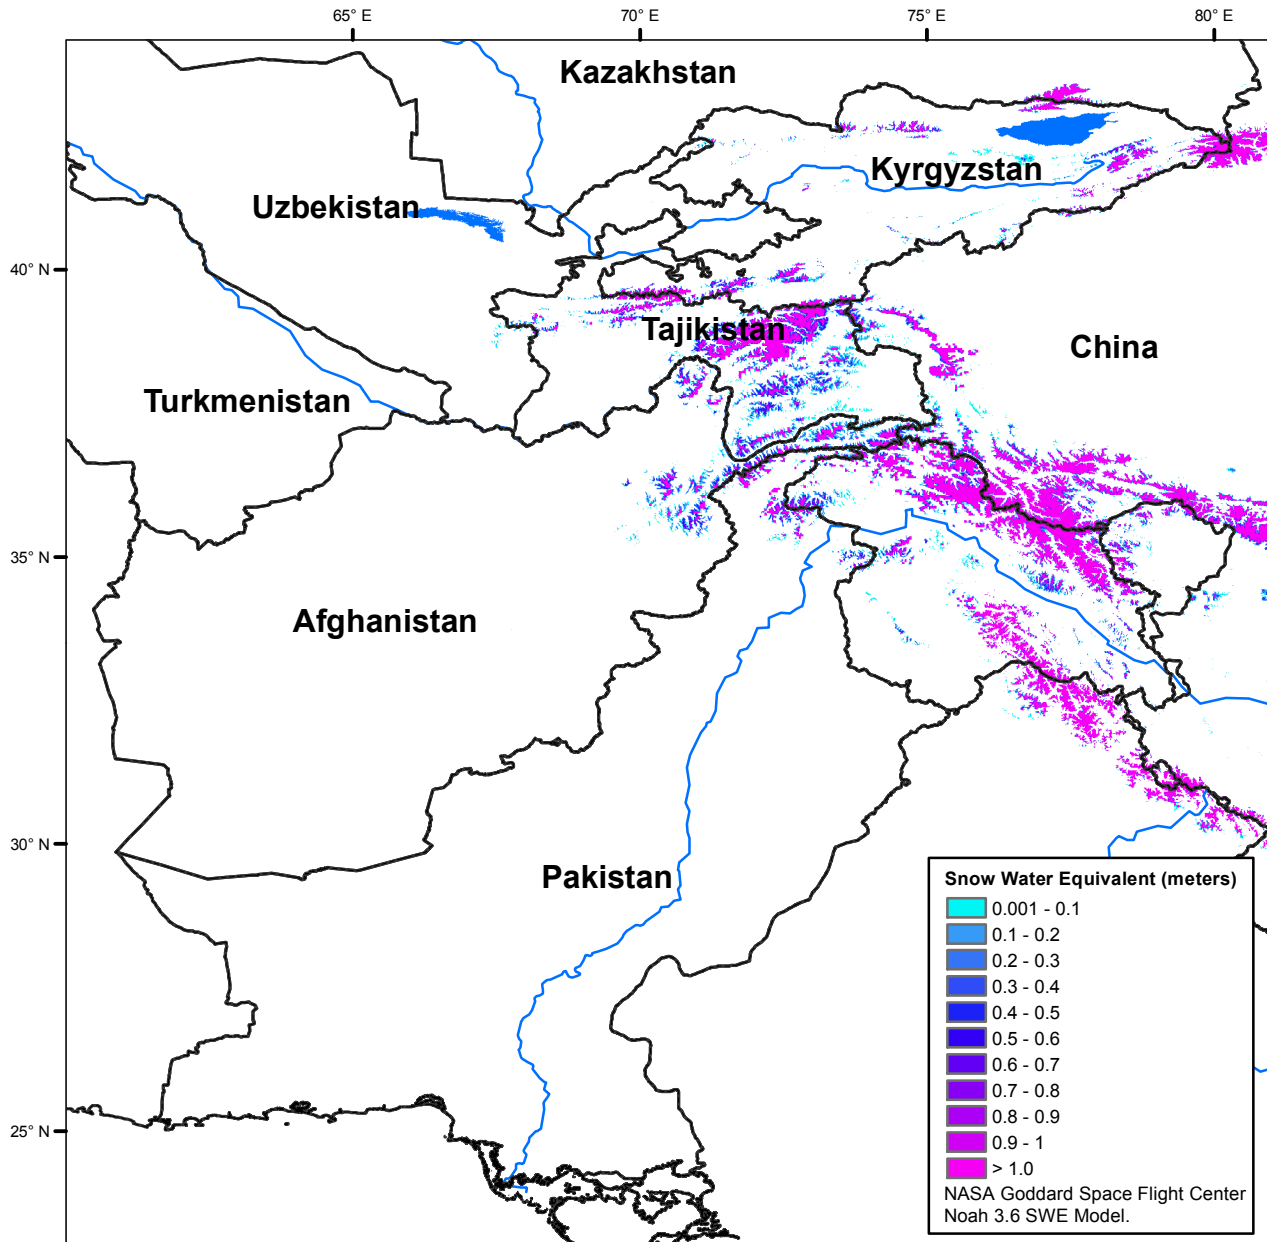 65° E
70° E
75° E
80° E
Kazakhstan
Kyrgyzstan
Uzbekistan
40° N
Tajikistan
China
Turkmenistan
35° N
Afghanistan
30° N
Pakistan
25° N
Snow Water Equivalent (meters)
0.001 - 0.1
0.1 - 0.2
0.2 - 0.3
0.3 - 0.4
0.4 - 0.5
0.5 - 0.6
0.6 - 0.7
0.7 - 0.8
0.8 - 0.9
0.9 - 1
> 1.0
NASA Goddard Space Flight Center
Noah 3.6 SWE Model.